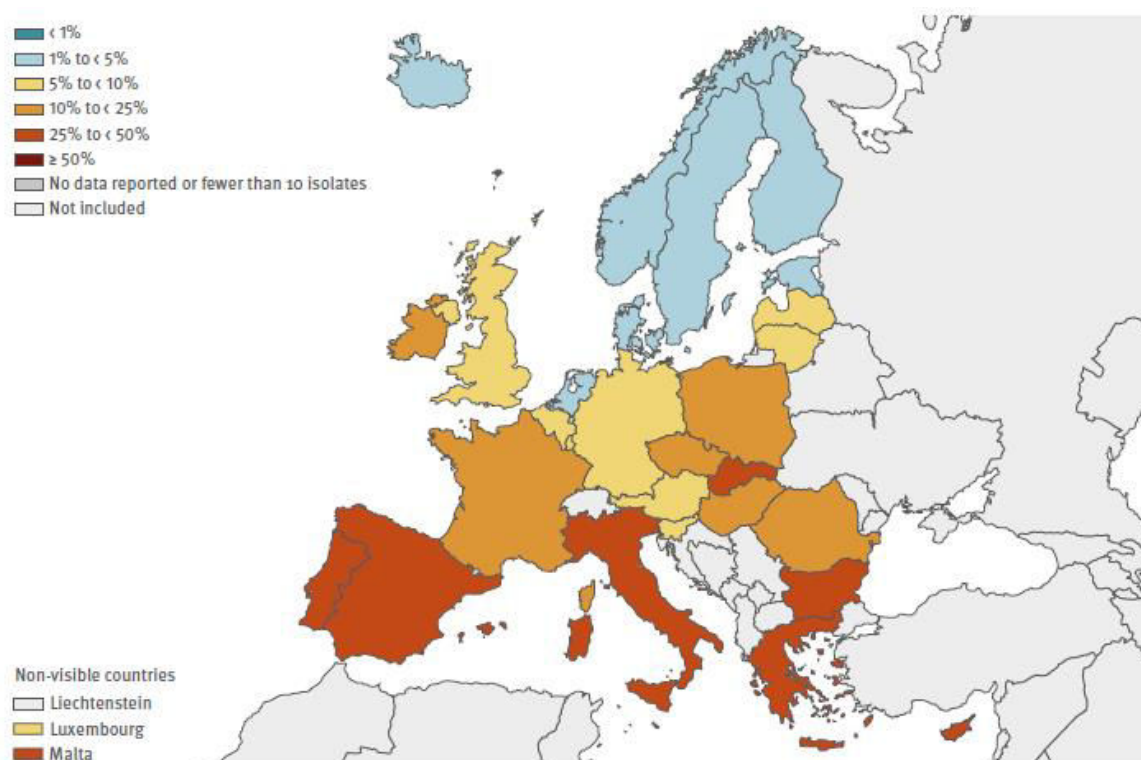 < 1%
1% to < 5%
5% to < 10%
10% to < 25%
25% to < 50%
≥ 50%
No data reported or fewer than 10 isolates
Not included
Non-visible countries
Liechtenstein
Luxembourg
Malta